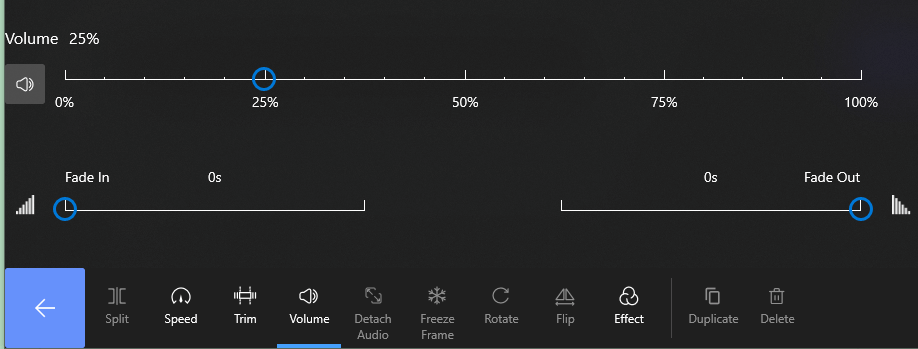 Volume 25%
0% 25% 50% 75% 100%
Fade In 0s 0s Fade Out
Split Speed Trim Volume Detach Audio Freeze Frame Rotate Flip Effect Duplicate Delete